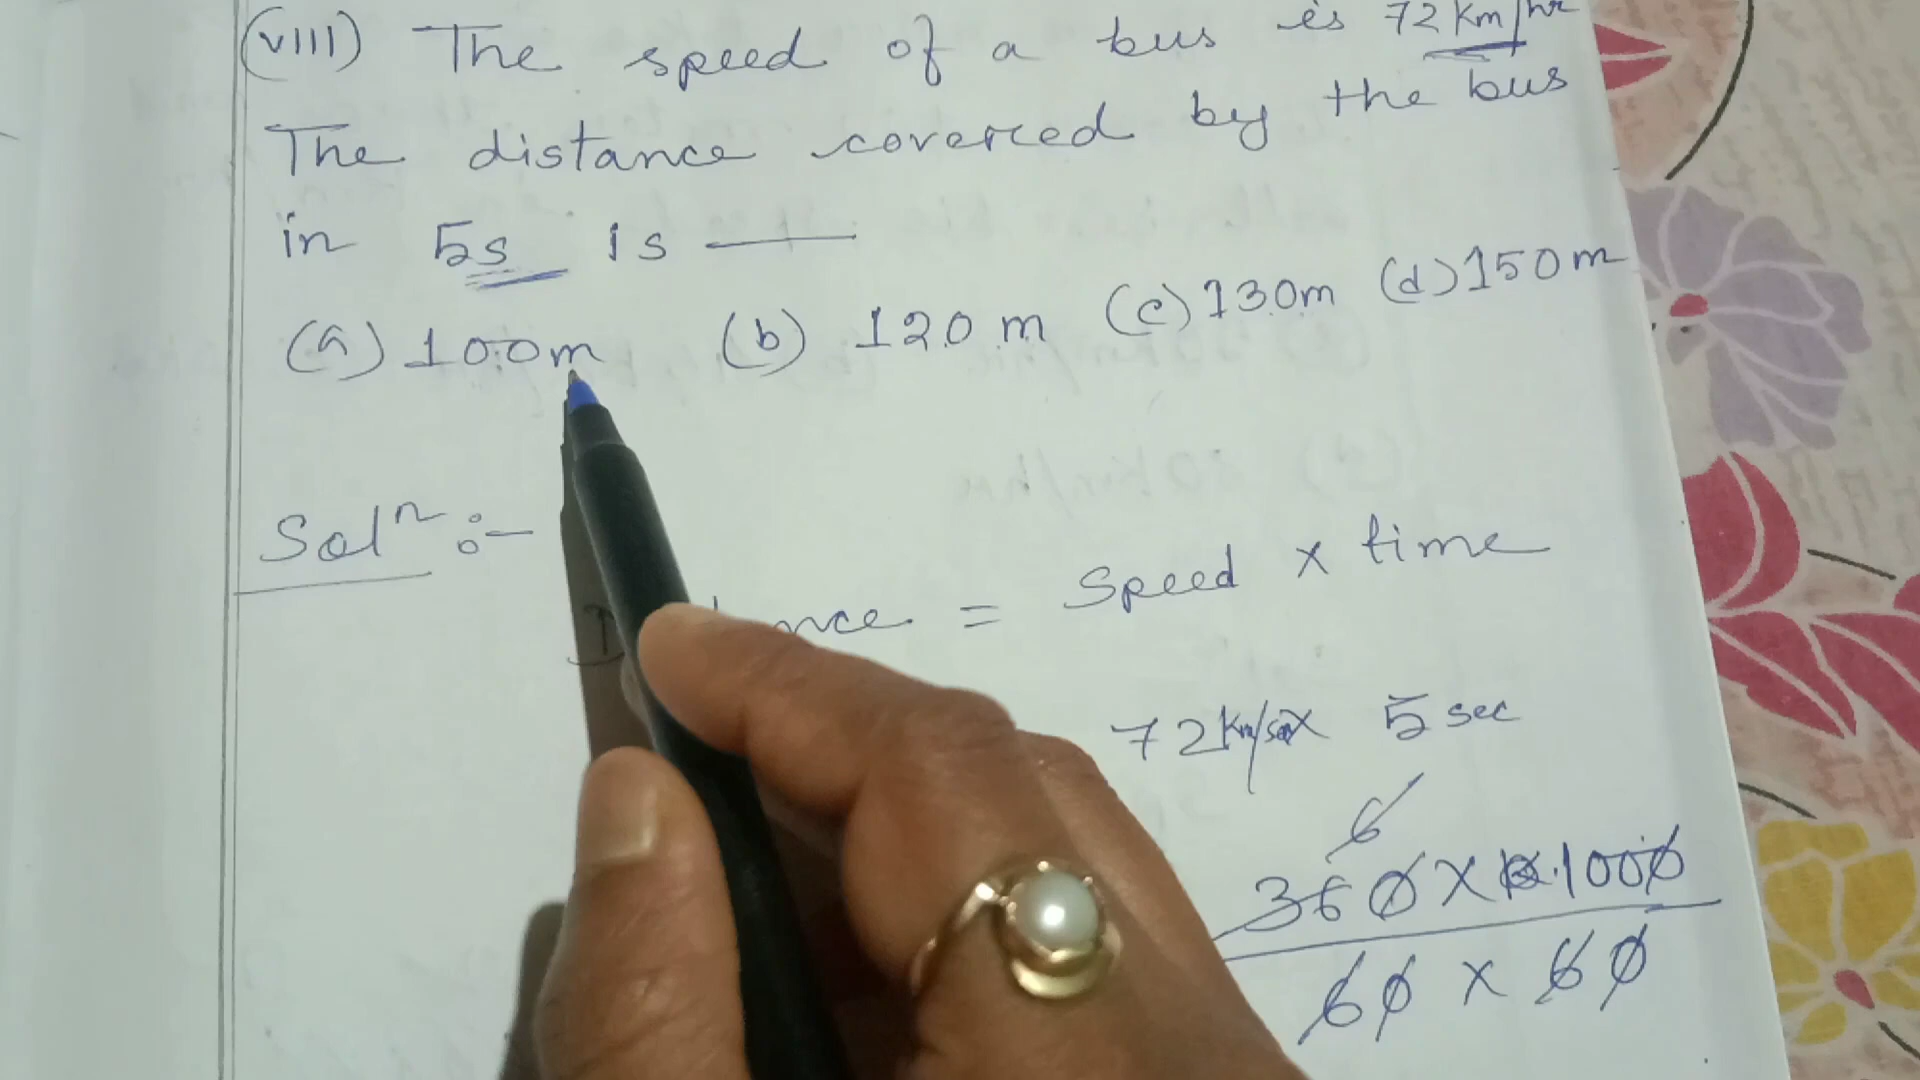 (viii) The speed of a bus is 72 km/hr
The distance covered by the bus
in 5s is
(a) 100m (b) 120 m (c) 130m (d) 150m
Solⁿ :-
= Speed x time
72 x 5 sec
6
360 x 1000
60 x 60